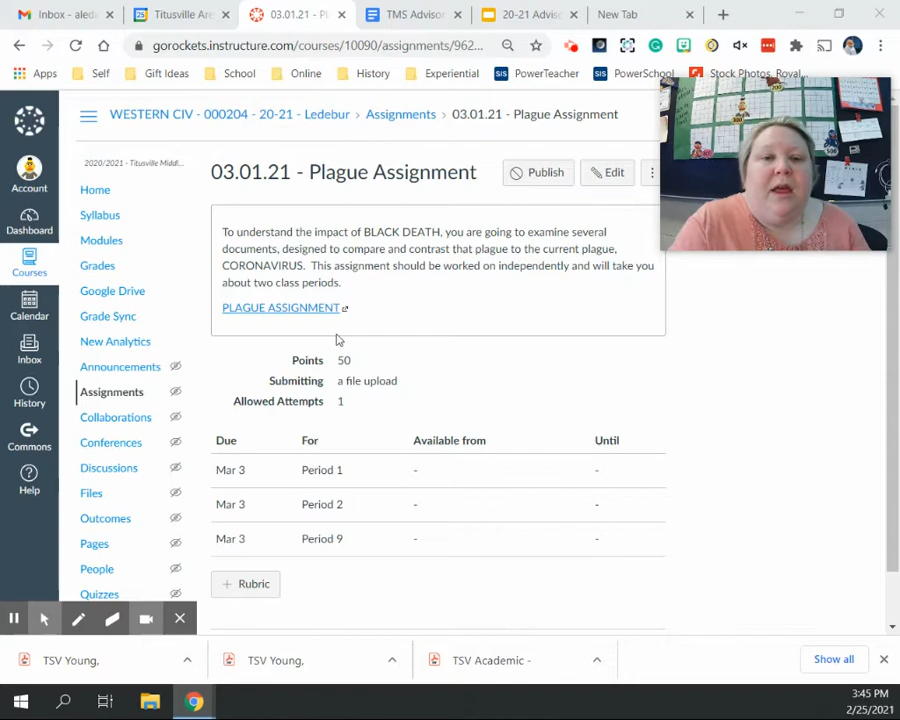 Inbox - aled
Titusville Are
03.01.21 - Pl
TMS Advisor
20-21 Advise
New Tab
gorockets.instructure.com/courses/10090/assignments/962...
Apps
Self
Gift Ideas
School
Online
History
Experiential
SIS
PowerTeacher
SIS
PowerSchool
Stock Photos, Royal...
WESTERN CIV - 000204 - 20-21 - Ledebur
Assignments
03.01.21 - Plague Assignment
Account
Dashboard
Courses
Calendar
Inbox
History
Commons
Help
2020/2021 - Titusville Middl...
Home
Syllabus
Modules
Grades
Google Drive
Grade Sync
New Analytics
Announcements
Assignments
Collaborations
Conferences
Discussions
Files
Outcomes
Pages
People
Quizzes
03.01.21 - Plague Assignment
Publish
Edit
To understand the impact of BLACK DEATH, you are going to examine several
documents, designed to compare and contrast that plague to the current plague,
CORONAVIRUS. This assignment should be worked on independently and will take you
about two class periods.
PLAGUE ASSIGNMENT
Points 50
Submitting a file upload
Allowed Attempts 1
Due For Available from Until
Mar 3 Period 1 - -
Mar 3 Period 2 - -
Mar 3 Period 9 - -
+ Rubric
TSV Young,
TSV Young,
TSV Academic -
Show all
3:45 PM
2/25/2021